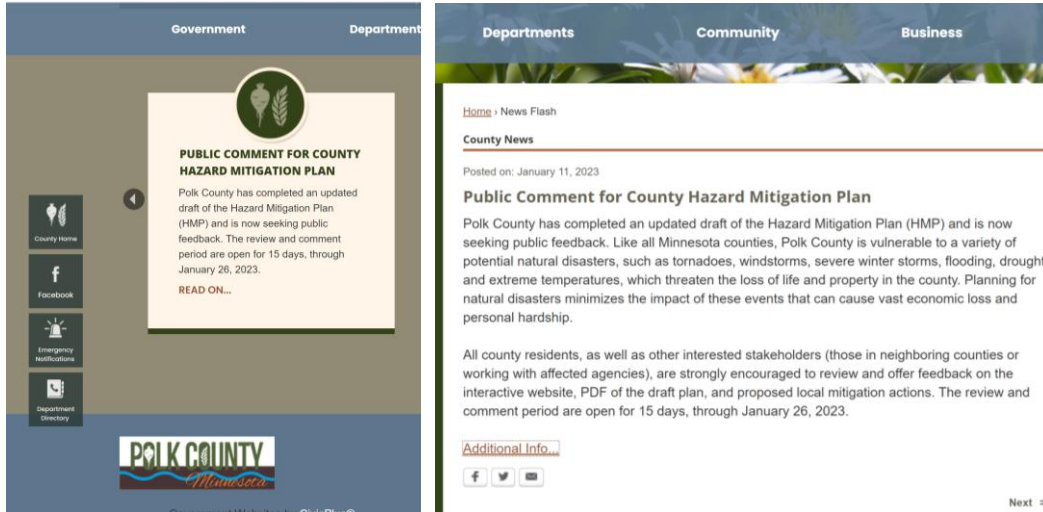 Government
Department
PUBLIC COMMENT FOR COUNTY
HAZARD MITIGATION PLAN
Polk County has completed an updated
draft of the Hazard Mitigation Plan
(HMP) and is now seeking public
feedback. The review and comment
period are open for 15 days, through
January 26, 2023.
READ ON...
County Home
Facebook
Emergency
Notifications
Department
Directory
POLK COUNTY
Minnesota
Departments
Community
Business
Home › News Flash
County News
Posted on: January 11, 2023
Public Comment for County Hazard Mitigation Plan
Polk County has completed an updated draft of the Hazard Mitigation Plan (HMP) and is now
seeking public feedback. Like all Minnesota counties, Polk County is vulnerable to a variety of
potential natural disasters, such as tornadoes, windstorms, severe winter storms, flooding, drought
and extreme temperatures, which threaten the loss of life and property in the county. Planning for
natural disasters minimizes the impact of these events that can cause vast economic loss and
personal hardship.
All county residents, as well as other interested stakeholders (those in neighboring counties or
working with affected agencies), are strongly encouraged to review and offer feedback on the
interactive website, PDF of the draft plan, and proposed local mitigation actions. The review and
comment period are open for 15 days, through January 26, 2023.
Additional Info...
Next